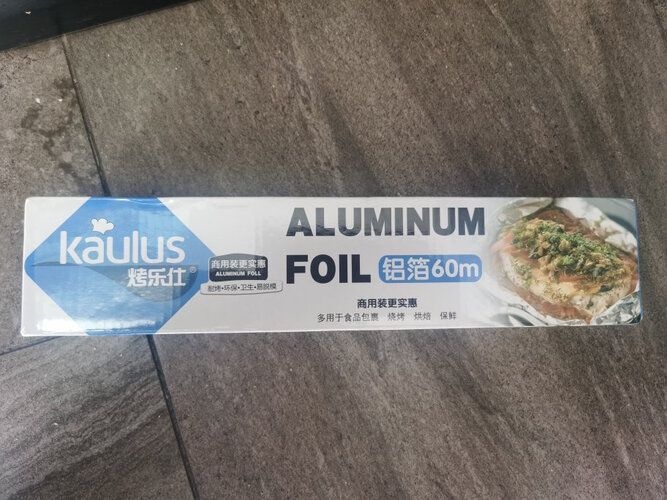 kaulus
烤乐仕®
商用装更实惠
ALUMINUM FOLL
耐烤·环保·卫生·易脱模
ALUMINUM
FOIL 铝箔60m
商用装更实惠
多用于食品包裹 烧烤 烘焙 保鲜